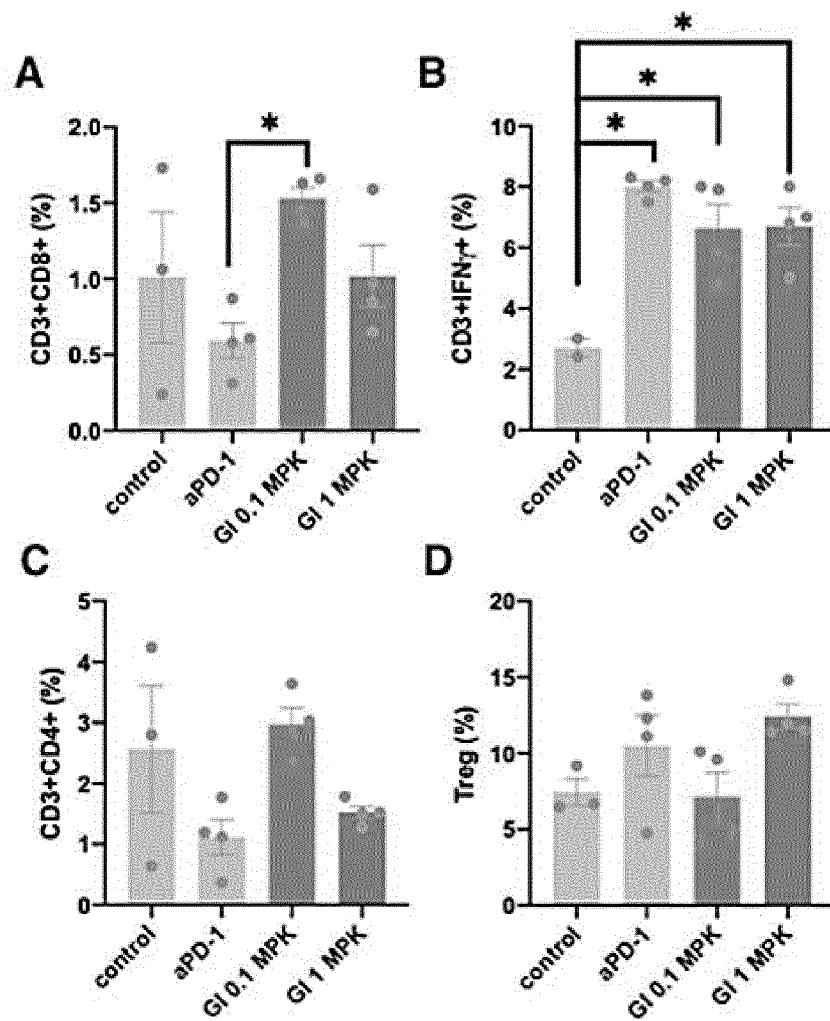 A
B
*
*
*
*
CD3+CD8+ (%)
2.0
1.5
1.0
0.5
0.0
control
aPD-1
GI 0.1 MPK
GI 1 MPK
CD3+IFNγ+ (%)
10
8
6
4
2
0
control
aPD-1
GI 0.1 MPK
GI 1 MPK
C
D
CD3+CD4+ (%)
5
4
3
2
1
0
control
aPD-1
GI 0.1 MPK
GI 1 MPK
Treg (%)
20
15
10
5
0
control
aPD-1
GI 0.1 MPK
GI 1 MPK